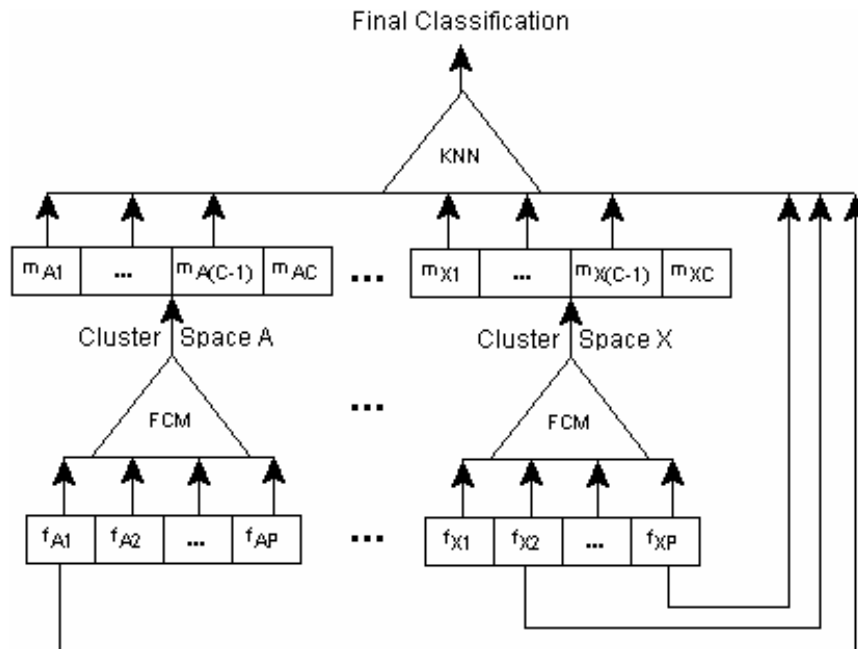 Final Classification
KNN
mA1 ... mA(C-1) mAC ... mX1 ... mX(C-1) mXC
Cluster Space A Cluster Space X
FCM ... FCM
fA1 fA2 ... fAP ... fX1 fX2 ... fXP